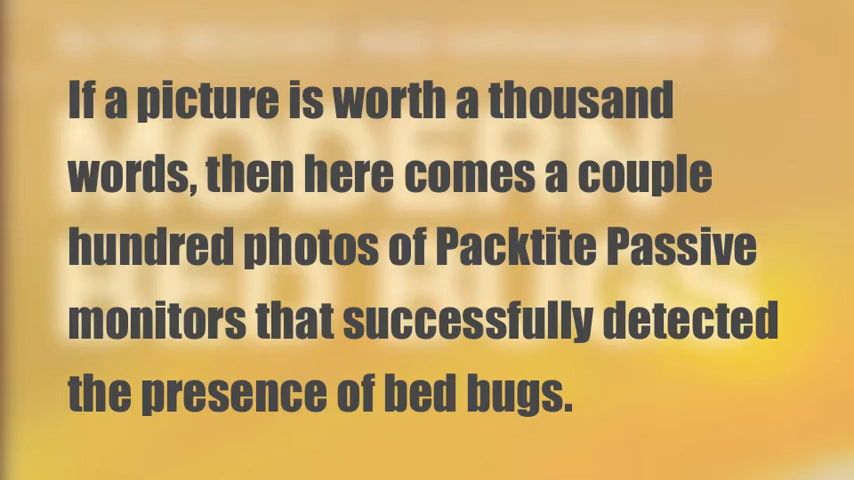 If a picture is worth a thousand
words, then here comes a couple
hundred photos of Packtite Passive
monitors that successfully detected
the presence of bed bugs.